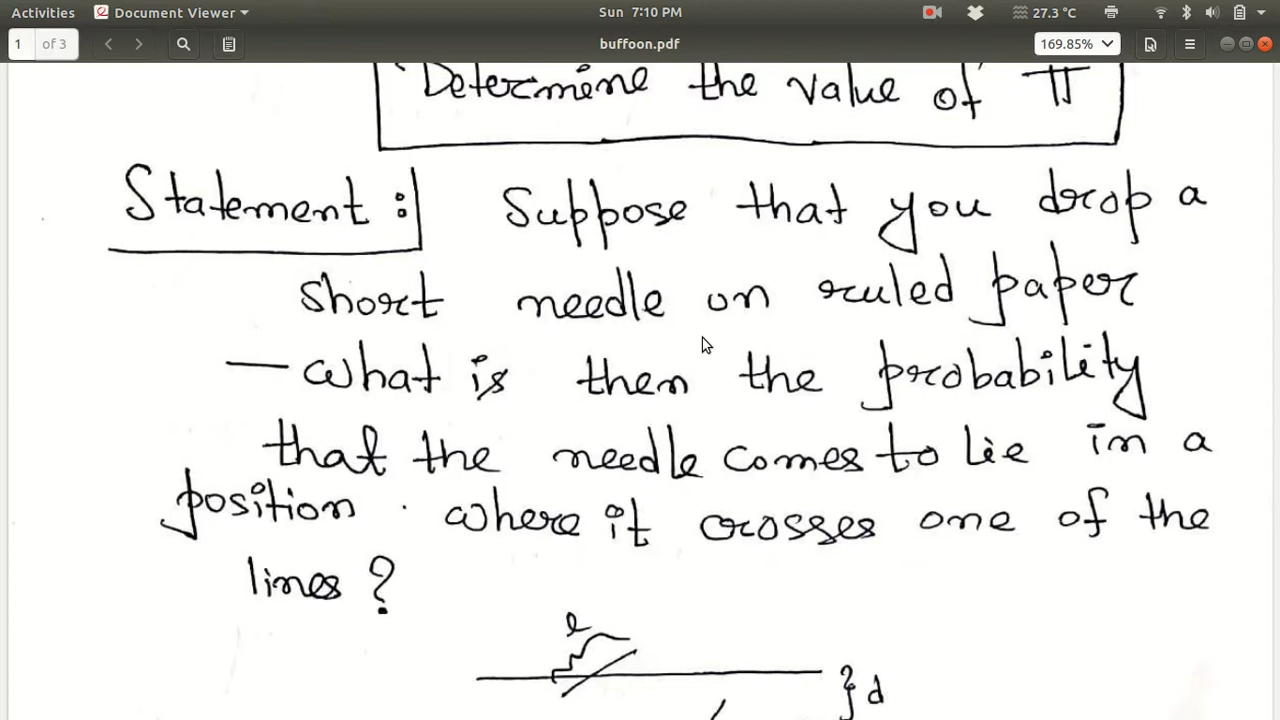 Activities Document Viewer Sun 7:10 PM 27.3 °C
1 of 3 buffoon.pdf 169.85%
Determine the value of π
Statement: Suppose that you drop a
short needle on ruled paper
— what is then the probability
that the needle comes to lie in a
position where it crosses one of the
lines?
l
d